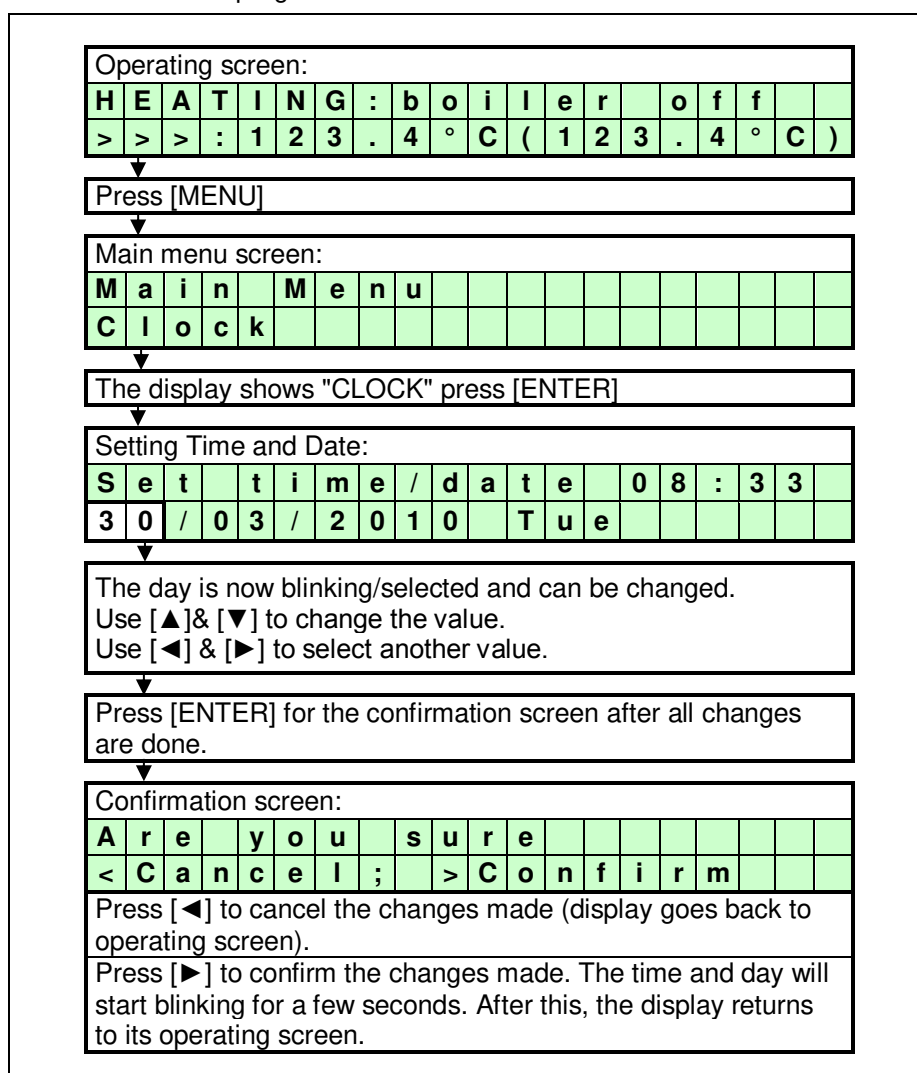 Operating screen:
HEATING:boiler off
>>>:123.4°C(123.4°C)
Press [MENU]
Main menu screen:
Main Menu
Clock
The display shows "CLOCK" press [ENTER]
Setting Time and Date:
Set time/date 08:33
30/03/2010 Tue
The day is now blinking/selected and can be changed.
Use [▲]& [▼] to change the value.
Use [◄] & [►] to select another value.
Press [ENTER] for the confirmation screen after all changes
are done.
Confirmation screen:
Are you sure
<Cancel; >Confirm
Press [◄] to cancel the changes made (display goes back to
operating screen).
Press [►] to confirm the changes made. The time and day will
start blinking for a few seconds. After this, the display returns
to its operating screen.